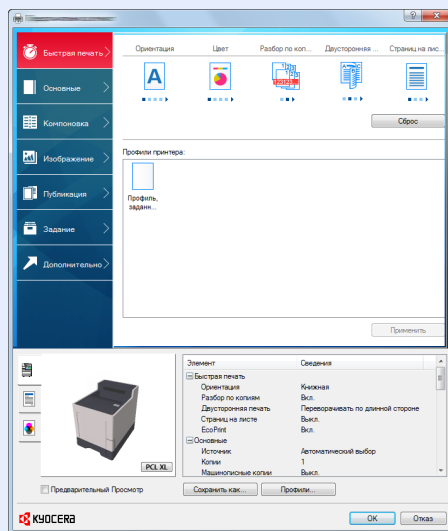 Быстрая печать
Основные
Компоновка
Изображение
Публикация
Задание
Дополнительно
Ориентация Цвет Разбор по коп... Двусторонняя ... Страниц на лис...
A
123123
Сброс
Профили принтера:
Профиль,
заданн...
Применить
Элемент Сведения
Быстрая печать
Ориентация Книжная
Разбор по копиям Вкл.
Двусторонняя печать Переворачивать по длинной стороне
Страниц на листе Выкл.
EcoPrint Вкл.
Основные
Источник Автоматический выбор
Копии 1
Машинописные копии Выкл.
PCL XL
Предварительный Просмотр
Сохранить как... Профили...
KYOCERA
OK Отказ